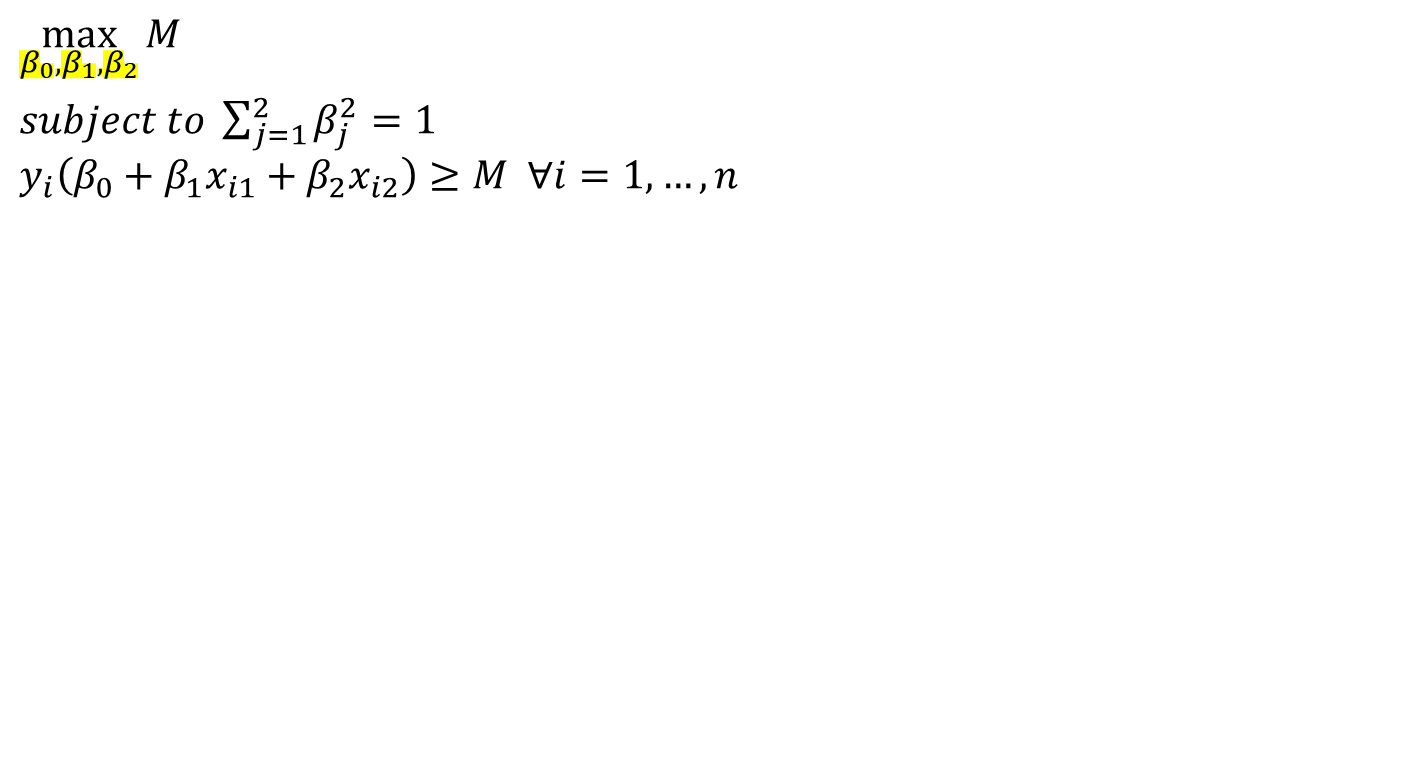 max M
β₀,β₁,β₂
subject to ∑²ⱼ₌₁ βⱼ² = 1
yᵢ(β₀ + β₁xᵢ₁ + β₂xᵢ₂) ≥ M ∀i = 1, … , n